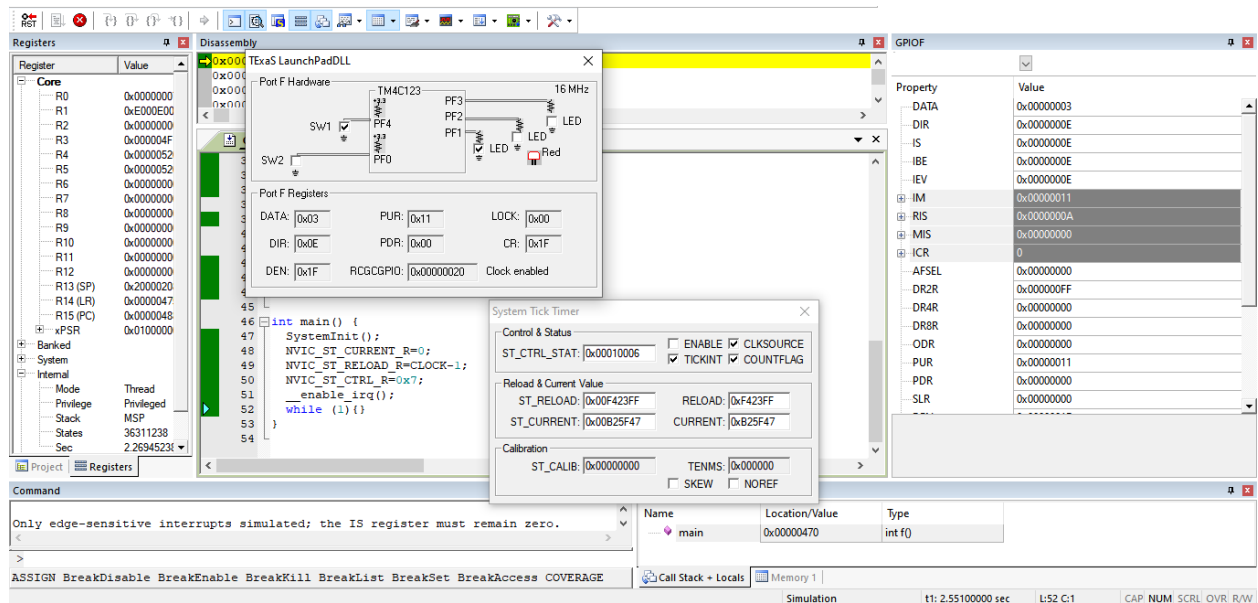 RST
Registers
Register Value
Core
R0 0x0000000
R1 0xE000E00
R2 0x0000000
R3 0x000004F
R4 0x0000052
R5 0x0000052
R6 0x0000000
R7 0x0000000
R8 0x0000000
R9 0x0000000
R10 0x0000000
R11 0x0000000
R12 0x0000000
R13 (SP) 0x2000020
R14 (LR) 0x0000047
R15 (PC) 0x0000048
xPSR 0x0100000
Banked
System
Internal
Mode Thread
Privilege Privileged
Stack MSP
States 36311238
Sec 2.2694523
Project Registers
Disassembly
0x000
0x000
0x000
0x000
TExaS LaunchPadDLL
Port F Hardware
TM4C123 16 MHz
+3.3
PF3
PF2
PF1
PF4
+3.3
PF0
SW1
SW2
LED
LED
LED
Red
Port F Registers
DATA: 0x03 PUR: 0x11 LOCK: 0x00
DIR: 0x0E PDR: 0x00 CR: 0x1F
DEN: 0x1F RCGCGPIO: 0x00000020 Clock enabled
45
46 int main() {
47 SystemInit();
48 NVIC_ST_CURRENT_R=0;
49 NVIC_ST_RELOAD_R=CLOCK-1;
50 NVIC_ST_CTRL_R=0x7;
51 __enable_irq();
52 while (1){}
53 }
54
System Tick Timer
Control & Status
ST_CTRL_STAT: 0x00010006 ENABLE CLKSOURCE
TICKINT COUNTFLAG
Reload & Current Value
ST_RELOAD: 0x00F423FF RELOAD: 0xF423FF
ST_CURRENT: 0x00B25F47 CURRENT: 0xB25F47
Calibration
ST_CALIB: 0x00000000 TENMS: 0x000000
SKEW NOREF
GPIOF
Property Value
DATA 0x00000003
DIR 0x0000000E
IS 0x0000000E
IBE 0x0000000E
IEV 0x0000000E
IM 0x00000011
RIS 0x0000000A
MIS 0x00000000
ICR 0
AFSEL 0x00000000
DR2R 0x000000FF
DR4R 0x00000000
DR8R 0x00000000
ODR 0x00000000
PUR 0x00000011
PDR 0x00000000
SLR 0x00000000
Command
Only edge-sensitive interrupts simulated; the IS register must remain zero.
>
ASSIGN BreakDisable BreakEnable BreakKill BreakList BreakSet BreakAccess COVERAGE
Name Location/Value Type
main 0x00000470 int f()
Call Stack + Locals Memory 1
Simulation t1: 2.55100000 sec L:52 C:1 CAP NUM SCRL OVR R/W